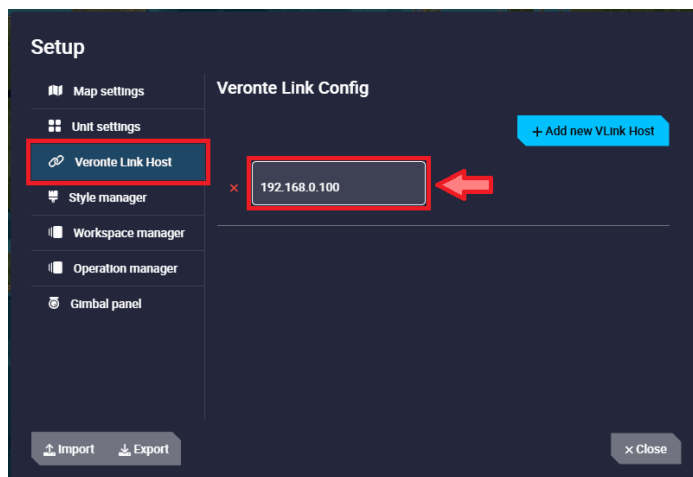 Setup
Map settings
Unit settings
Veronte Link Host
Style manager
Workspace manager
Operation manager
Gimbal panel
Veronte Link Config
+ Add new VLink Host
× 192.168.0.100
Import
Export
× Close